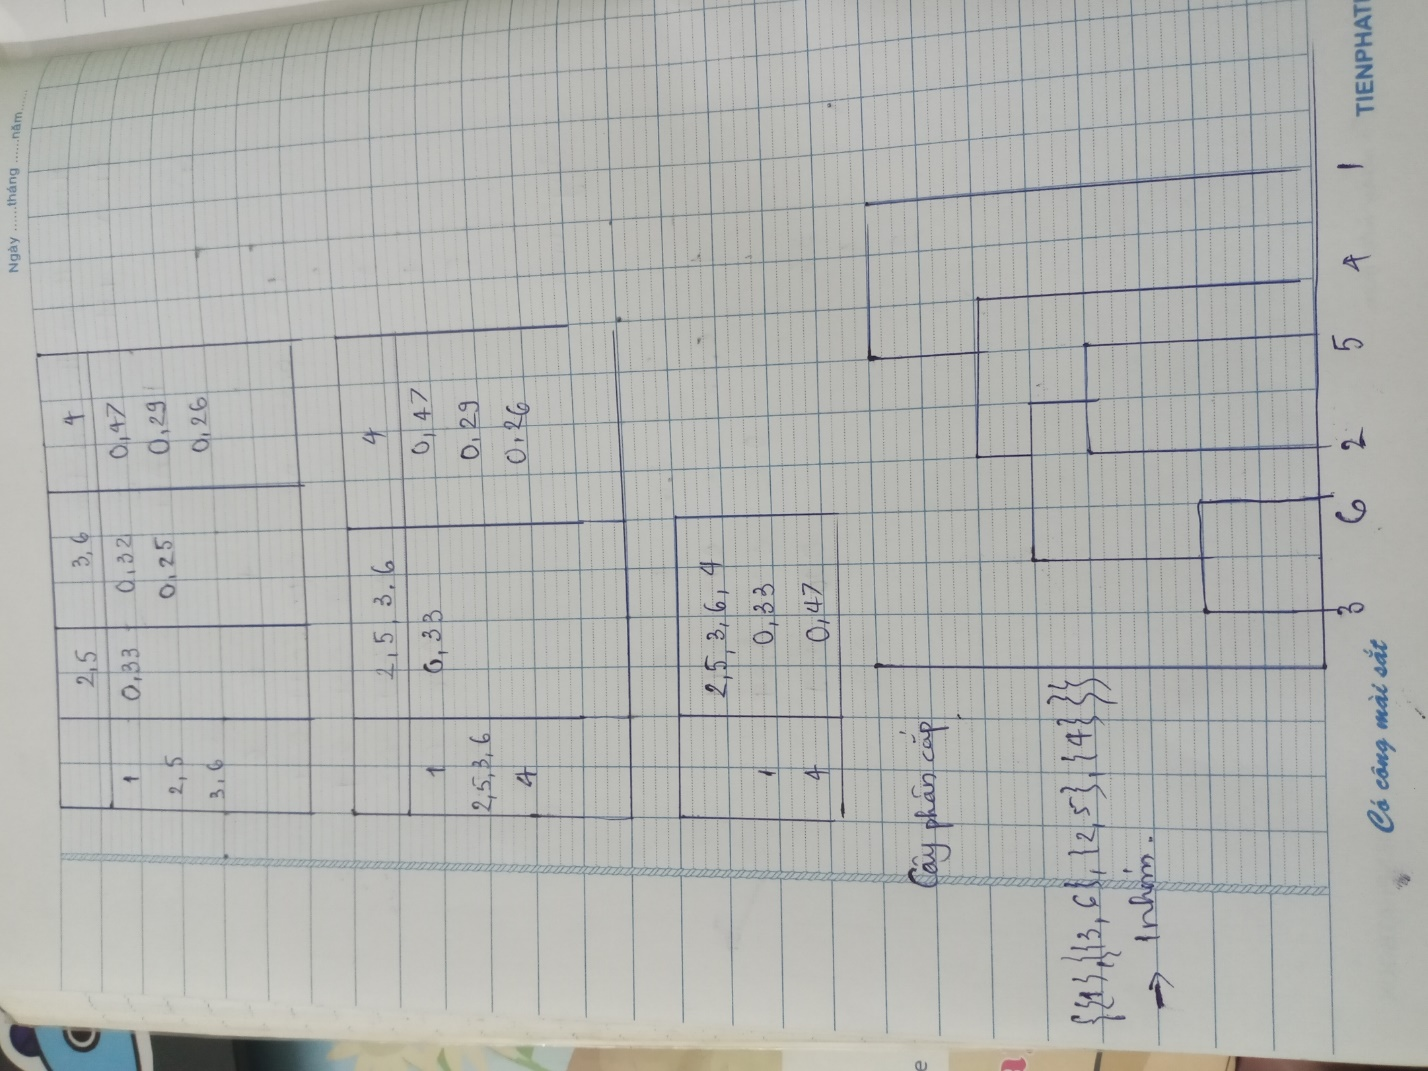 Ngày ......tháng ......năm......
2,5 3,6 4
1 0,33 0,32 0,47
2,5 0,25 0,29
3,6 0,26
2,5,3,6 4
1 0,33 0,47
2,5,3,6 0,29
4 0,26
2,5,3,6,4
1 0,33
4 0,47
Cây phân cấp.
{{1},{{{3,6},{2,5},{4}}}
→ 1 nhóm.
3 6 2 5 4 1
Có công mài sắt
TIENPHAT